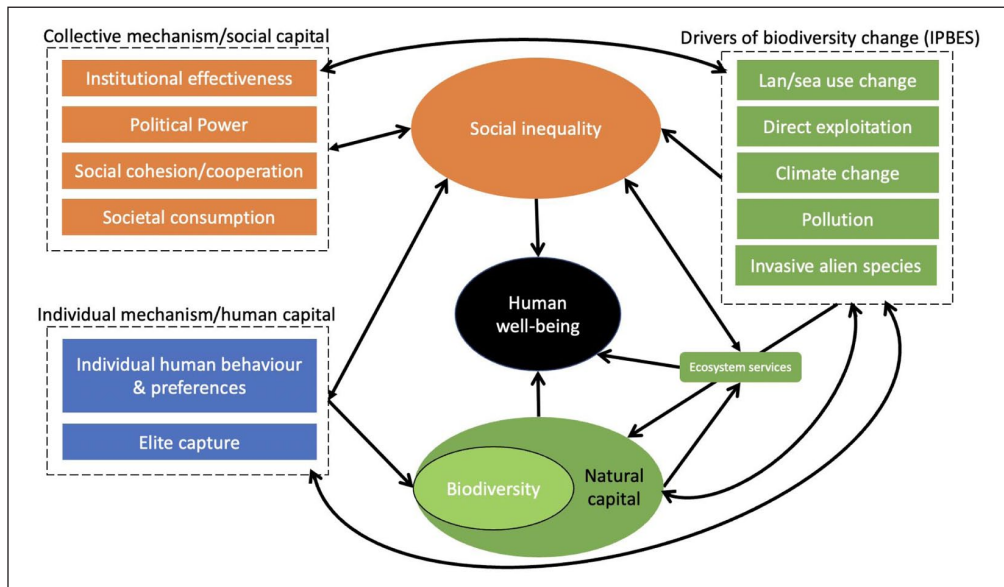 Collective mechanism/social capital
Institutional effectiveness
Political Power
Social cohesion/cooperation
Societal consumption
Social inequality
Drivers of biodiversity change (IPBES)
Lan/sea use change
Direct exploitation
Climate change
Pollution
Invasive alien species
Human
well-being
Individual mechanism/human capital
Individual human behaviour
& preferences
Elite capture
Ecosystem services
Biodiversity
Natural
capital